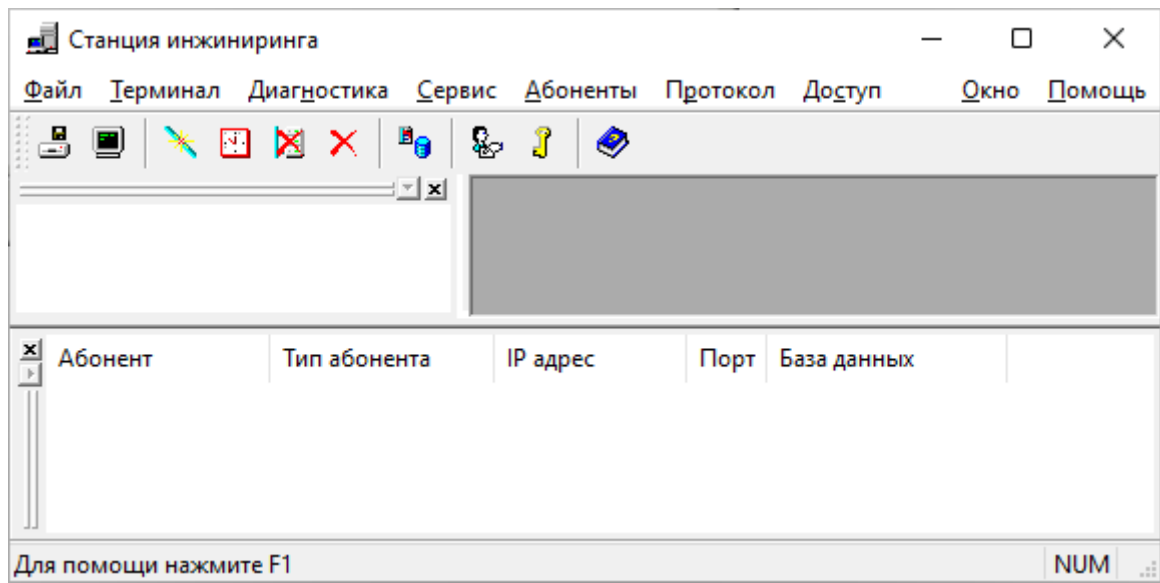 Станция инжиниринга
Файл Терминал Диагностика Сервис Абоненты Протокол Доступ Окно Помощь
Абонент Тип абонента IP адрес Порт База данных
Для помощи нажмите F1 NUM